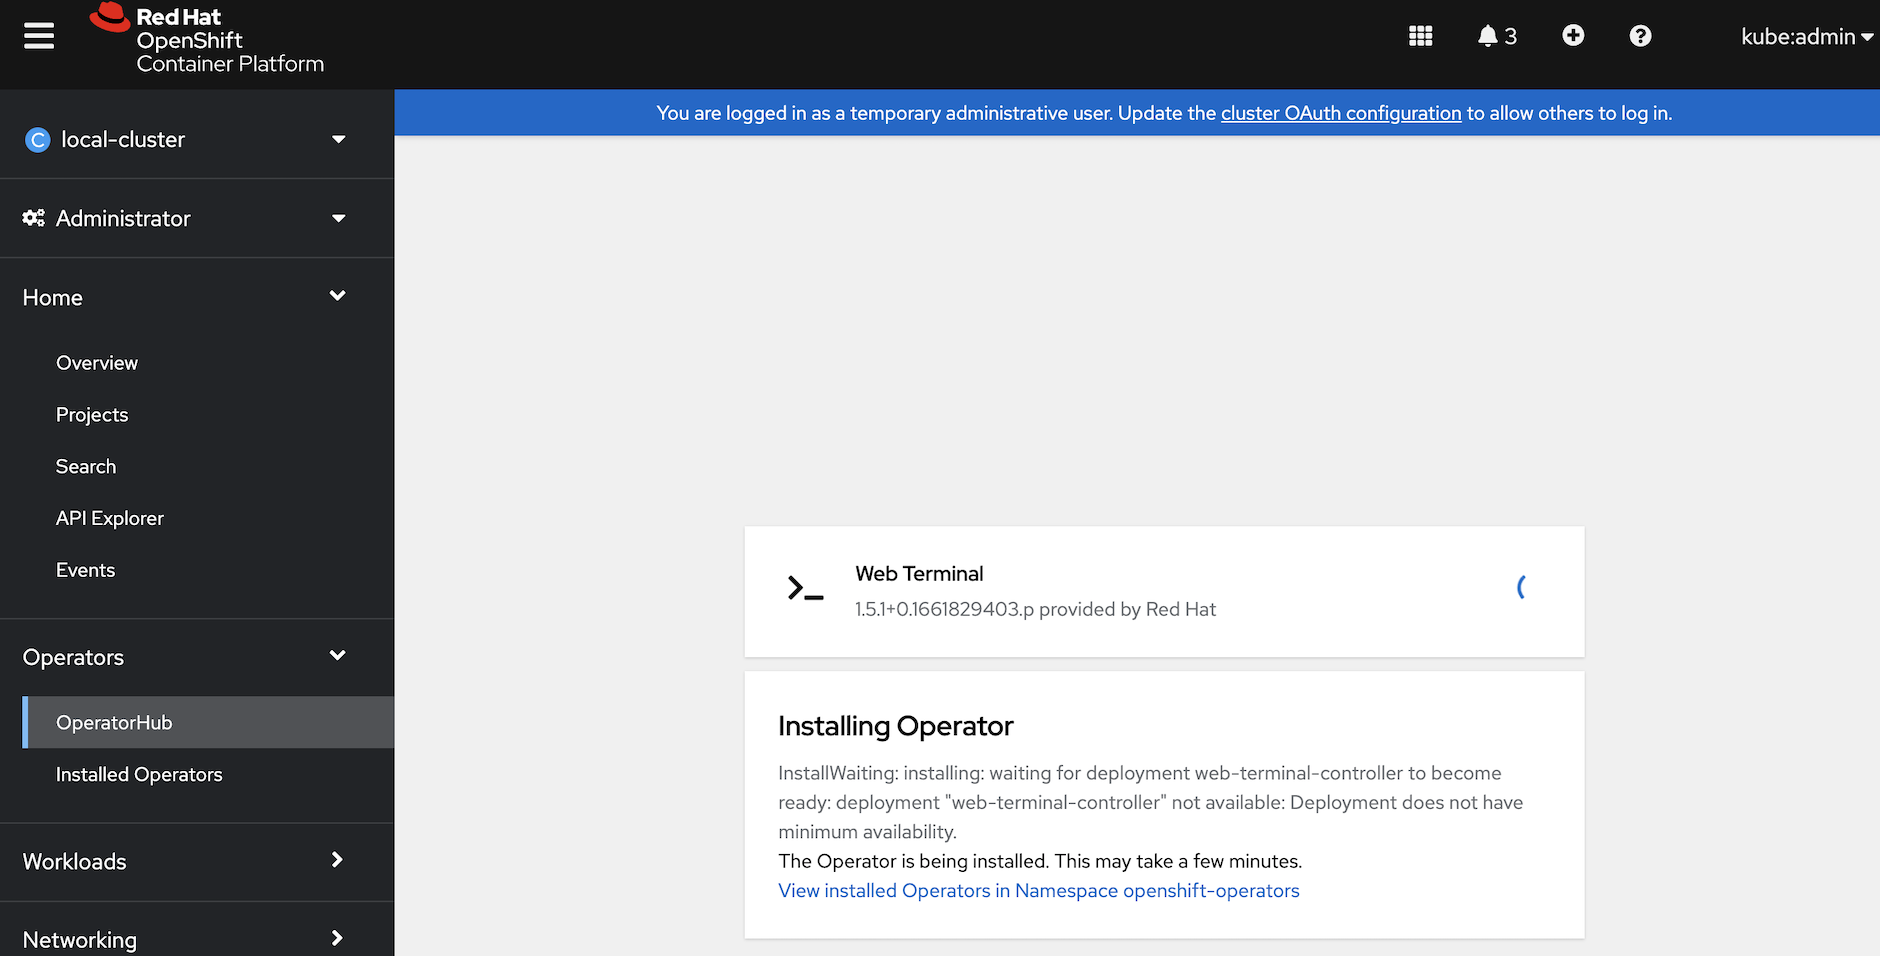 Red Hat
OpenShift
Container Platform
3
kube:admin
You are logged in as a temporary administrative user. Update the cluster OAuth configuration to allow others to log in.
C local-cluster
Administrator
Home
Overview
Projects
Search
API Explorer
Events
Operators
OperatorHub
Installed Operators
Workloads
Networking
Web Terminal
1.5.1+0.1661829403.p provided by Red Hat
Installing Operator
InstallWaiting: installing: waiting for deployment web-terminal-controller to become
ready: deployment "web-terminal-controller" not available: Deployment does not have
minimum availability.
The Operator is being installed. This may take a few minutes.
View installed Operators in Namespace openshift-operators